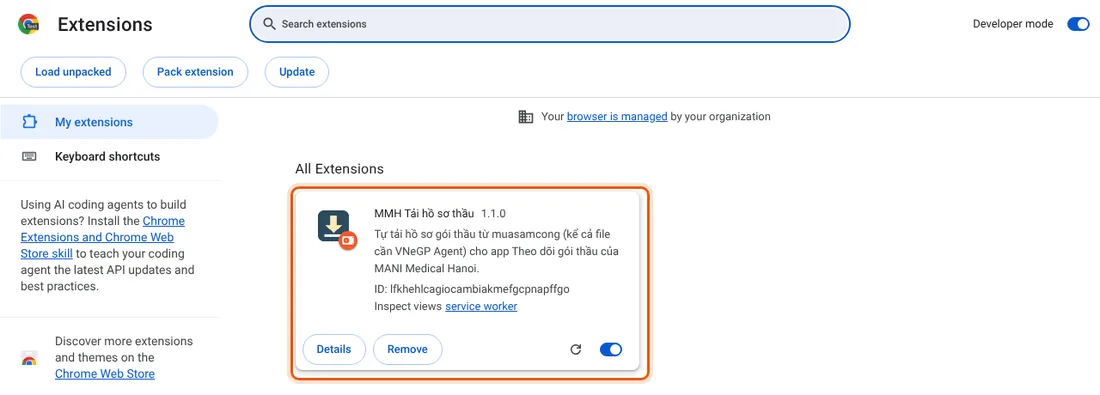 Extensions
Search extensions
Developer mode
Load unpacked
Pack extension
Update
My extensions
Keyboard shortcuts
Using AI coding agents to build
extensions? Install the Chrome
Extensions and Chrome Web
Store skill to teach your coding
agent the latest API updates and
best practices.
Discover more extensions
and themes on the
Chrome Web Store
Your browser is managed by your organization
All Extensions
MMH Tải hồ sơ thầu 1.1.0
Tự tải hồ sơ gói thầu từ muasamcong (kể cả file
cần VNeGP Agent) cho app Theo dõi gói thầu của
MANI Medical Hanoi.
ID: lfkhehlcagiocambiakmefgcpnapffgo
Inspect views service worker
Details
Remove